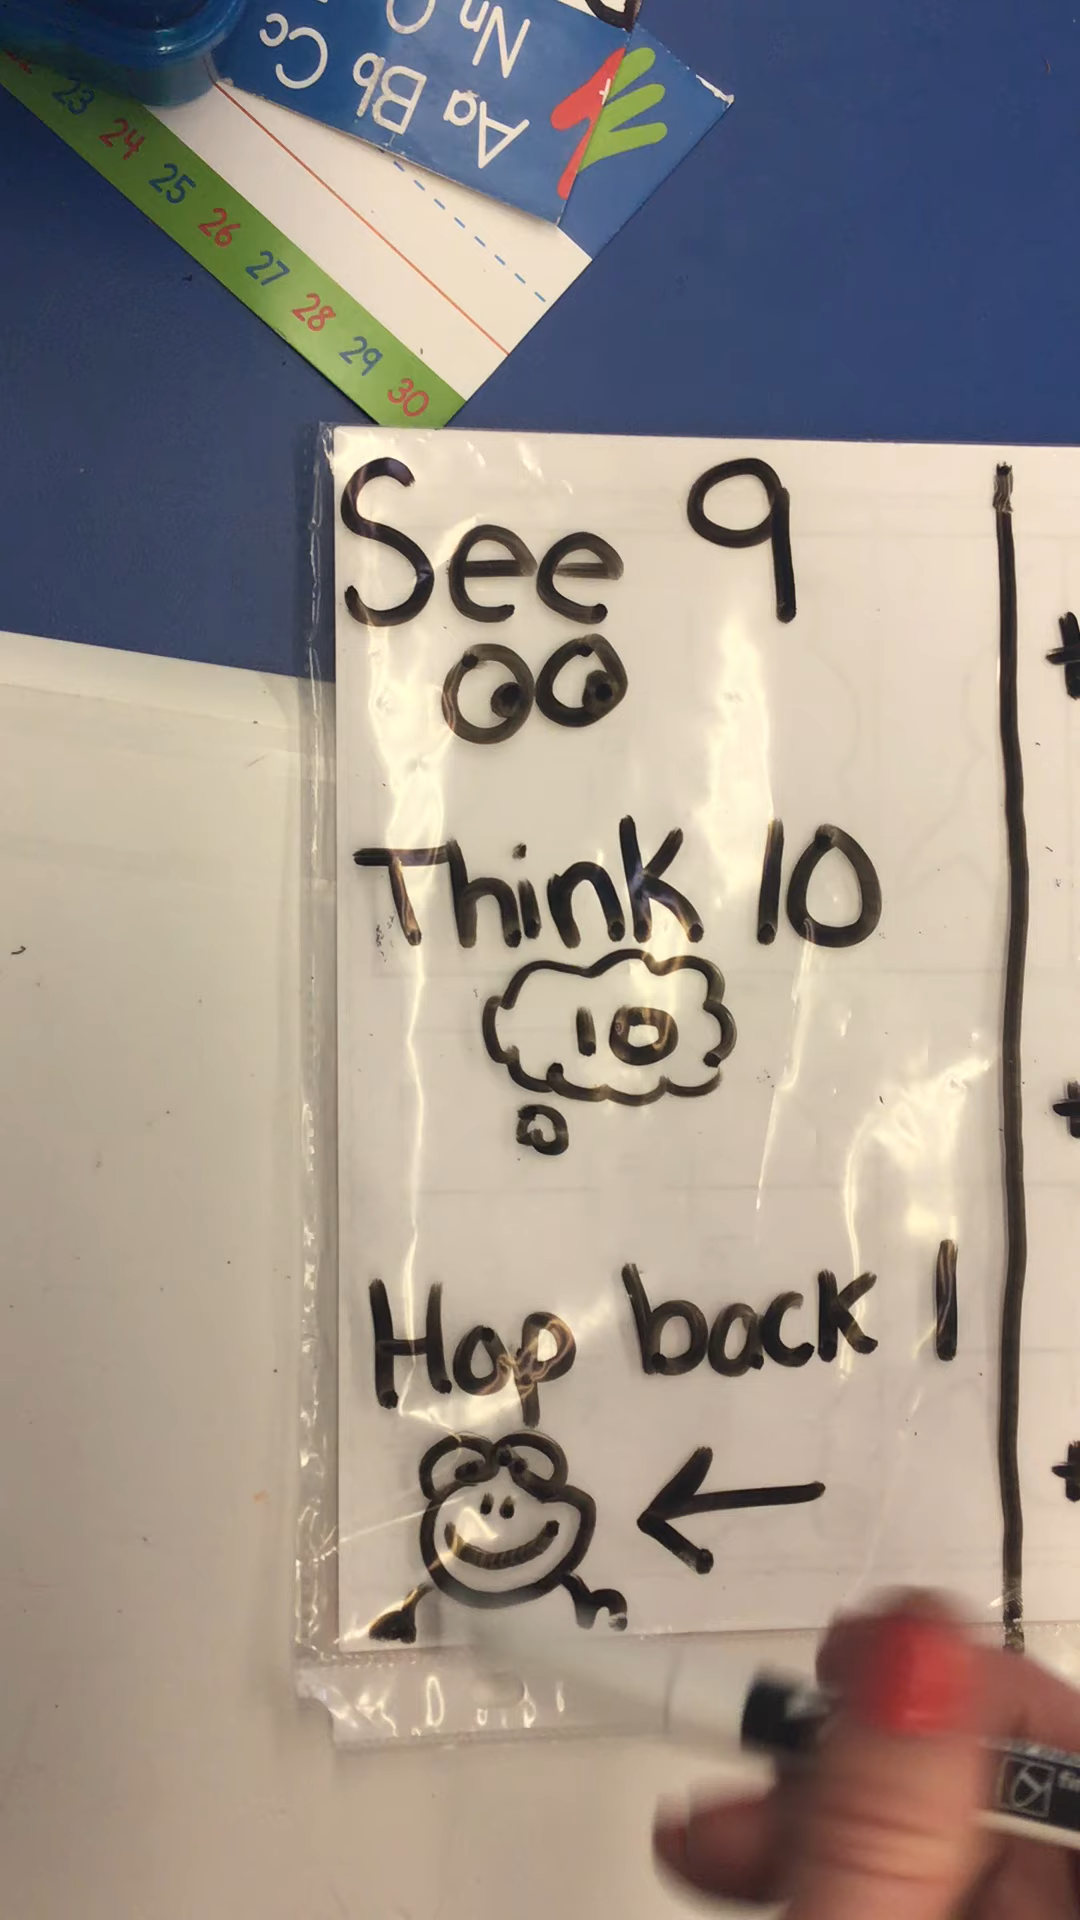 Aa Bb Cc
Nn
23 24 25 26 27 28 29 30
See 9
Think 10
10
Hop back 1
+
+
+